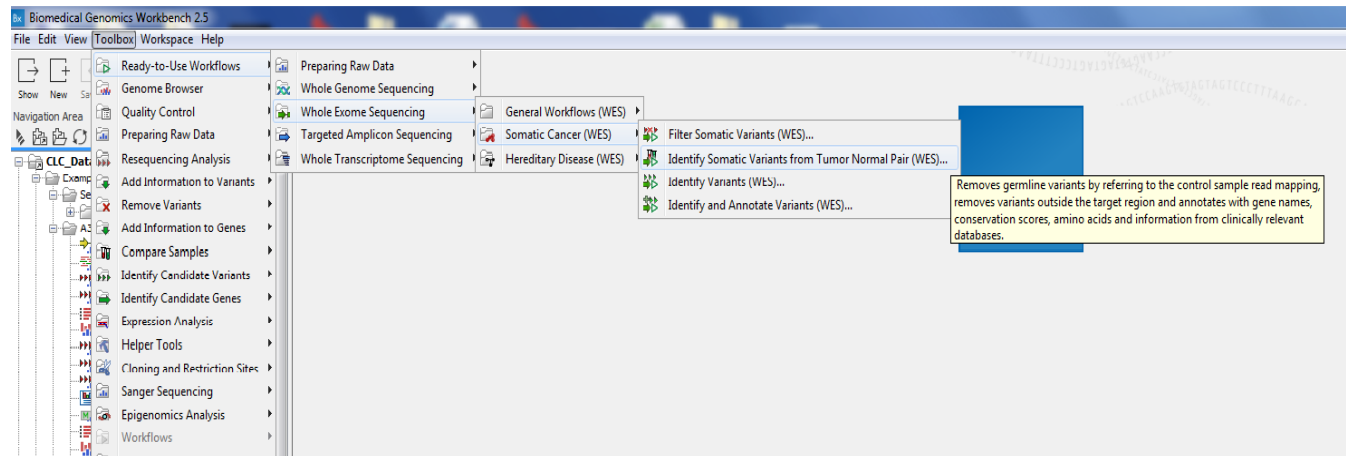 Biomedical Genomics Workbench 2.5
File Edit View Toolbox Workspace Help
Show New
Navigation Area
CLC_Data
Ready-to-Use Workflows
Genome Browser
Quality Control
Preparing Raw Data
Resequencing Analysis
Add Information to Variants
Remove Variants
Add Information to Genes
Compare Samples
Identify Candidate Variants
Identify Candidate Genes
Expression Analysis
Helper Tools
Cloning and Restriction Sites
Sanger Sequencing
Epigenomics Analysis
Workflows
Preparing Raw Data
Whole Genome Sequencing
Whole Exome Sequencing
Targeted Amplicon Sequencing
Whole Transcriptome Sequencing
General Workflows (WES)
Somatic Cancer (WES)
Hereditary Disease (WES)
Filter Somatic Variants (WES)...
Identify Somatic Variants from Tumor Normal Pair (WES)...
Identify Variants (WES)...
Identify and Annotate Variants (WES)...
Removes germline variants by referring to the control sample read mapping,
removes variants outside the target region and annotates with gene names,
conservation scores, amino acids and information from clinically relevant
databases.